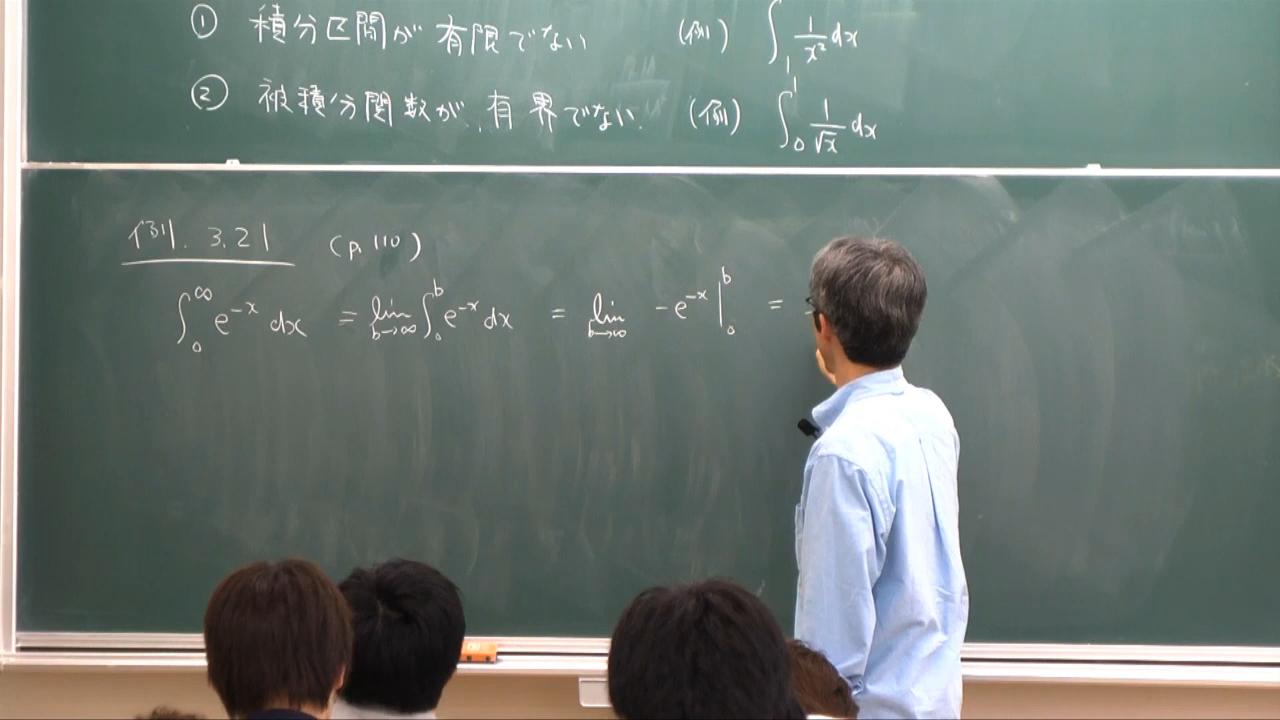 ① 積分区間が有限でない (例) ∫₁ 1/x² dx
② 被積分関数が、有界でない. (例) ∫₀¹ 1/√x dx
例. 3.21 (p.110)
∫₀^∞ e^{-x} dx = lim_{b→∞} ∫₀^b e^{-x} dx = lim_{b→∞} -e^{-x} |₀^b =